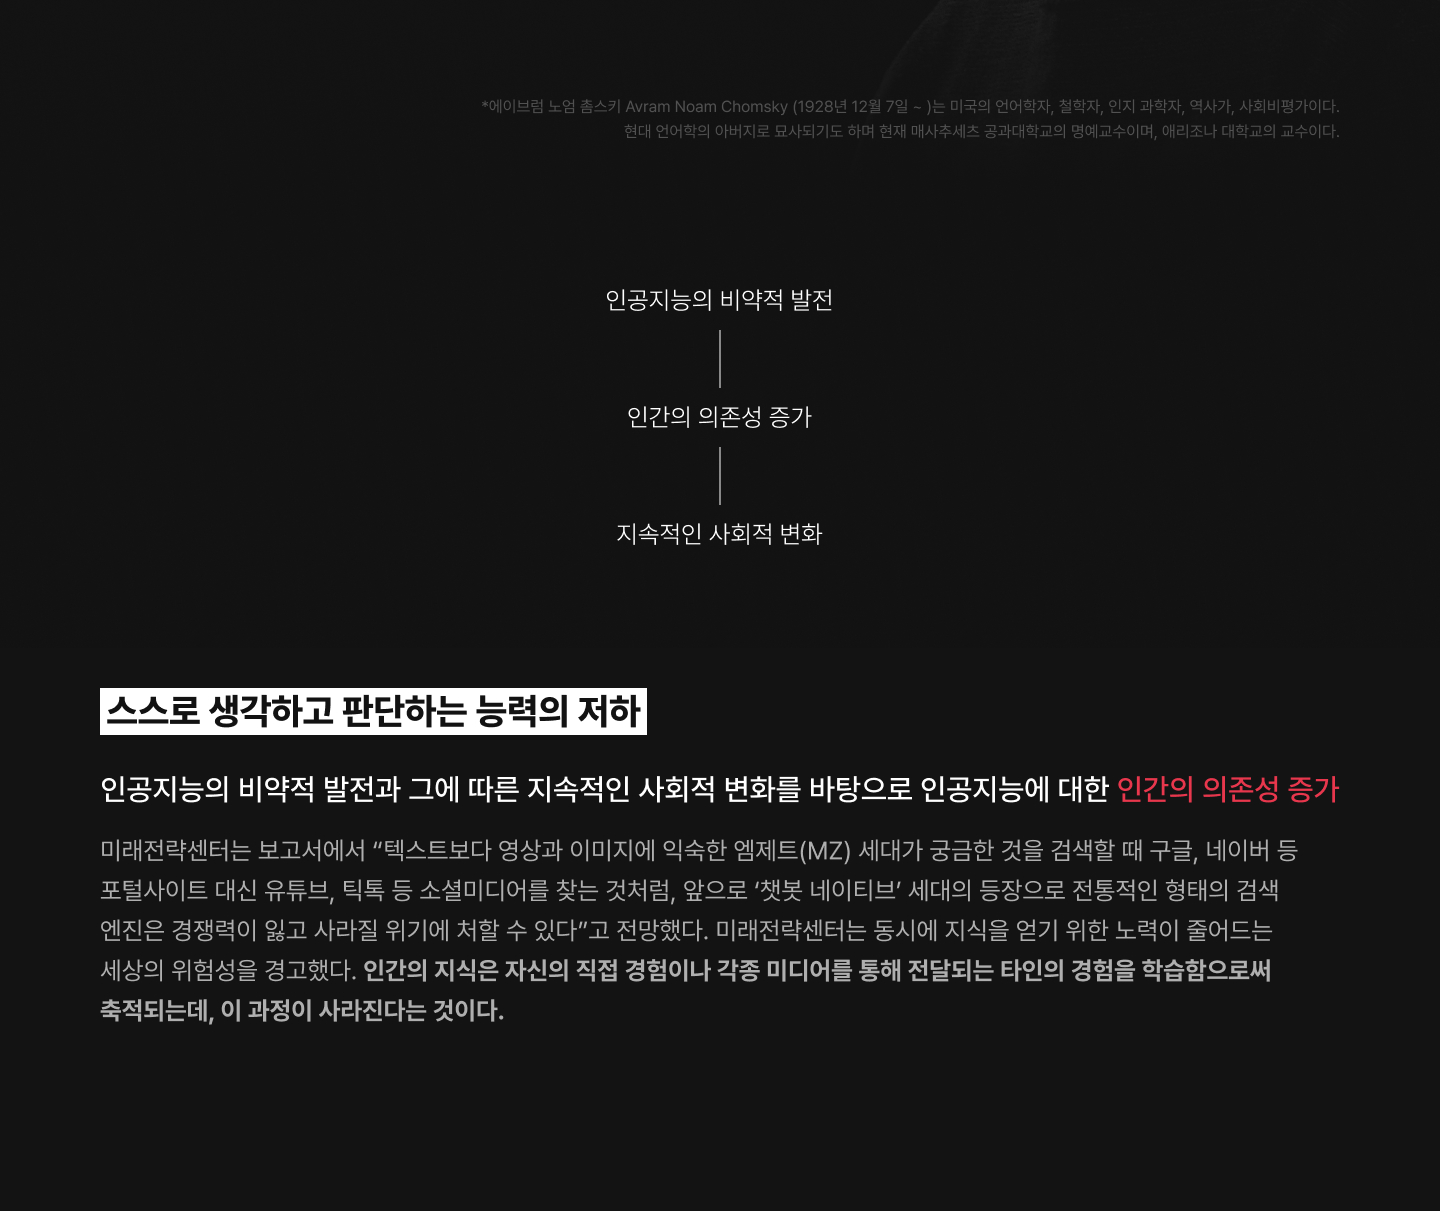 *에이브럼 노엄 촘스키 Avram Noam Chomsky (1928년 12월 7일 ~ )는 미국의 언어학자, 철학자, 인지 과학자, 역사가, 사회비평가이다.
현대 언어학의 아버지로 묘사되기도 하며 현재 매사추세츠 공과대학교의 명예교수이며, 애리조나 대학교의 교수이다.
인공지능의 비약적 발전
인간의 의존성 증가
지속적인 사회적 변화
스스로 생각하고 판단하는 능력의 저하
인공지능의 비약적 발전과 그에 따른 지속적인 사회적 변화를 바탕으로 인공지능에 대한 인간의 의존성 증가
미래전략센터는 보고서에서 “텍스트보다 영상과 이미지에 익숙한 엠제트(MZ) 세대가 궁금한 것을 검색할 때 구글, 네이버 등
포털사이트 대신 유튜브, 틱톡 등 소셜미디어를 찾는 것처럼, 앞으로 ‘챗봇 네이티브’ 세대의 등장으로 전통적인 형태의 검색
엔진은 경쟁력이 잃고 사라질 위기에 처할 수 있다”고 전망했다. 미래전략센터는 동시에 지식을 얻기 위한 노력이 줄어드는
세상의 위험성을 경고했다. 인간의 지식은 자신의 직접 경험이나 각종 미디어를 통해 전달되는 타인의 경험을 학습함으로써
축적되는데, 이 과정이 사라진다는 것이다.